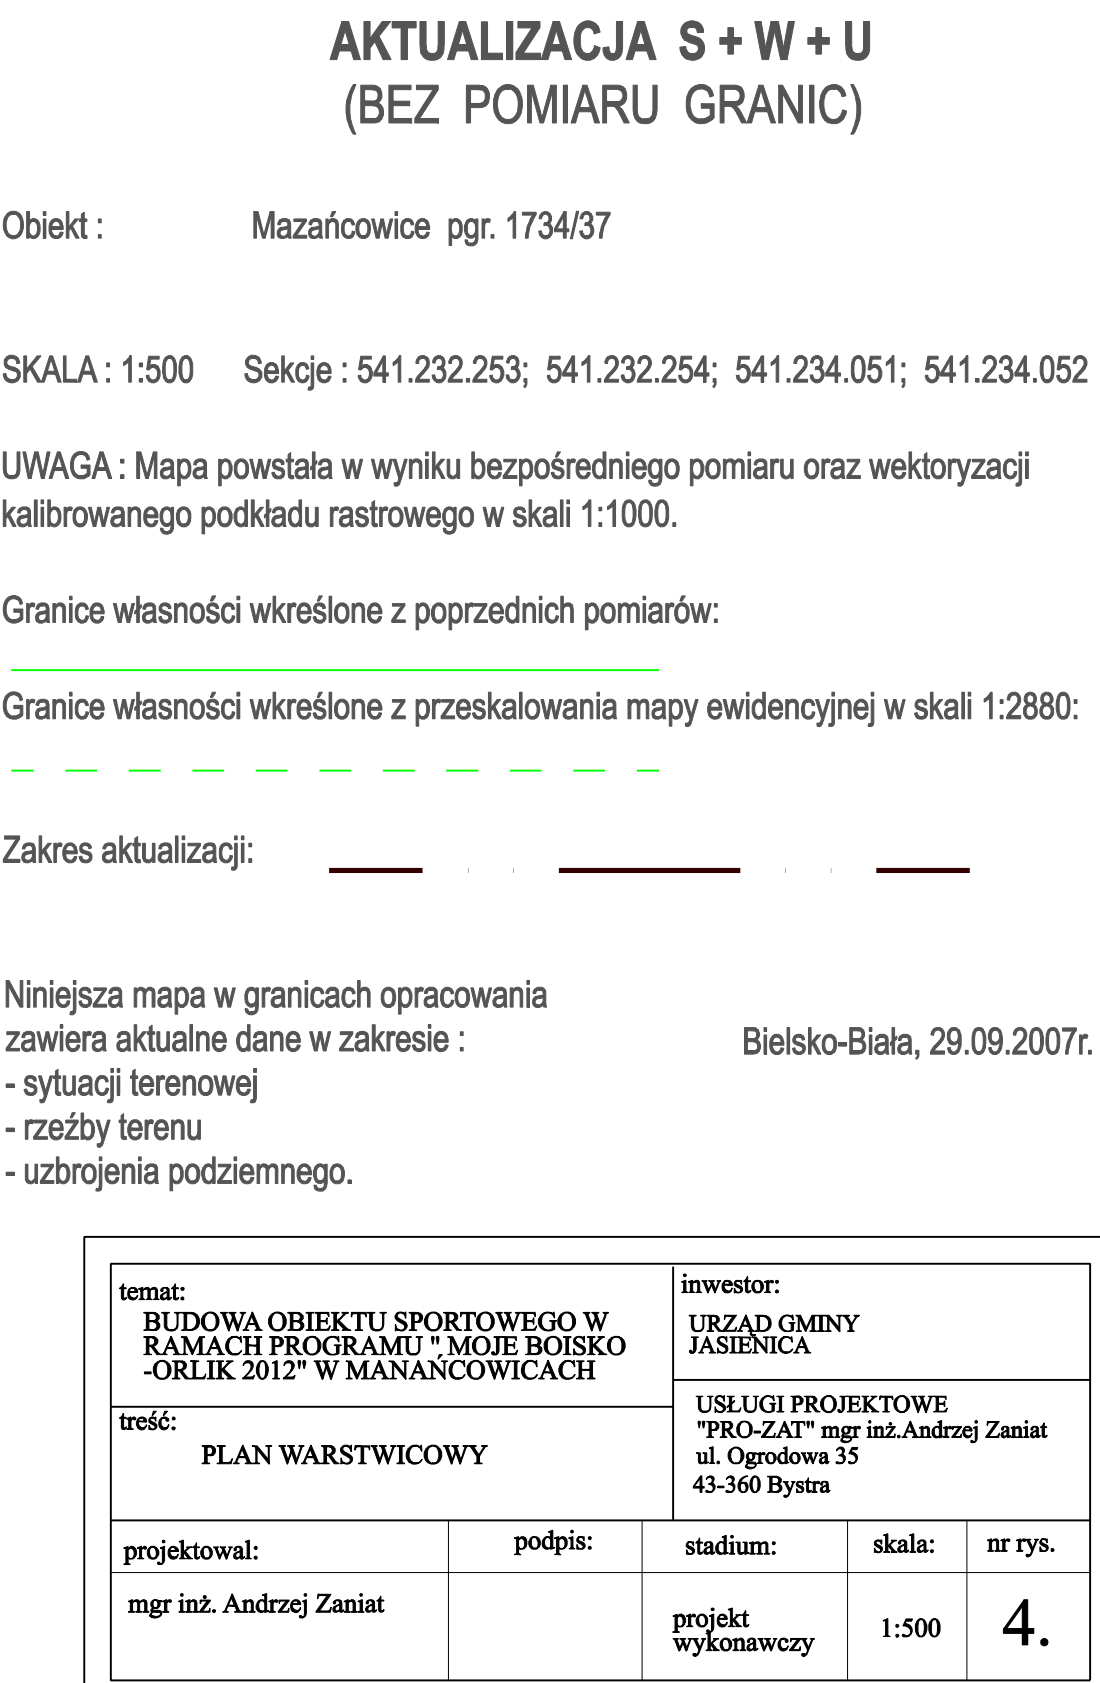 AKTUALIZACJA S + W + U
(BEZ POMIARU GRANIC)
Obiekt : Mazańcowice pgr. 1734/37
SKALA : 1:500 Sekcje : 541.232.253; 541.232.254; 541.234.051; 541.234.052
UWAGA : Mapa powstała w wyniku bezpośredniego pomiaru oraz wektoryzacji
kalibrowanego podkładu rastrowego w skali 1:1000.
Granice własności wkreślone z poprzednich pomiarów:
Granice własności wkreślone z przeskalowania mapy ewidencyjnej w skali 1:2880:
Zakres aktualizacji:
Niniejsza mapa w granicach opracowania
zawiera aktualne dane w zakresie :
- sytuacji terenowej
- rzeźby terenu
- uzbrojenia podziemnego.
Bielsko-Biała, 29.09.2007r.
temat:
BUDOWA OBIEKTU SPORTOWEGO W
RAMACH PROGRAMU " MOJE BOISKO
-ORLIK 2012" W MANAŃCOWICACH
inwestor:
URZĄD GMINY
JASIENICA
treść:
PLAN WARSTWICOWY
USŁUGI PROJEKTOWE
"PRO-ZAT" mgr inż.Andrzej Zaniat
ul. Ogrodowa 35
43-360 Bystra
projektowal: podpis: stadium: skala: nr rys.
mgr inż. Andrzej Zaniat
projekt
wykonawczy
1:500
4.